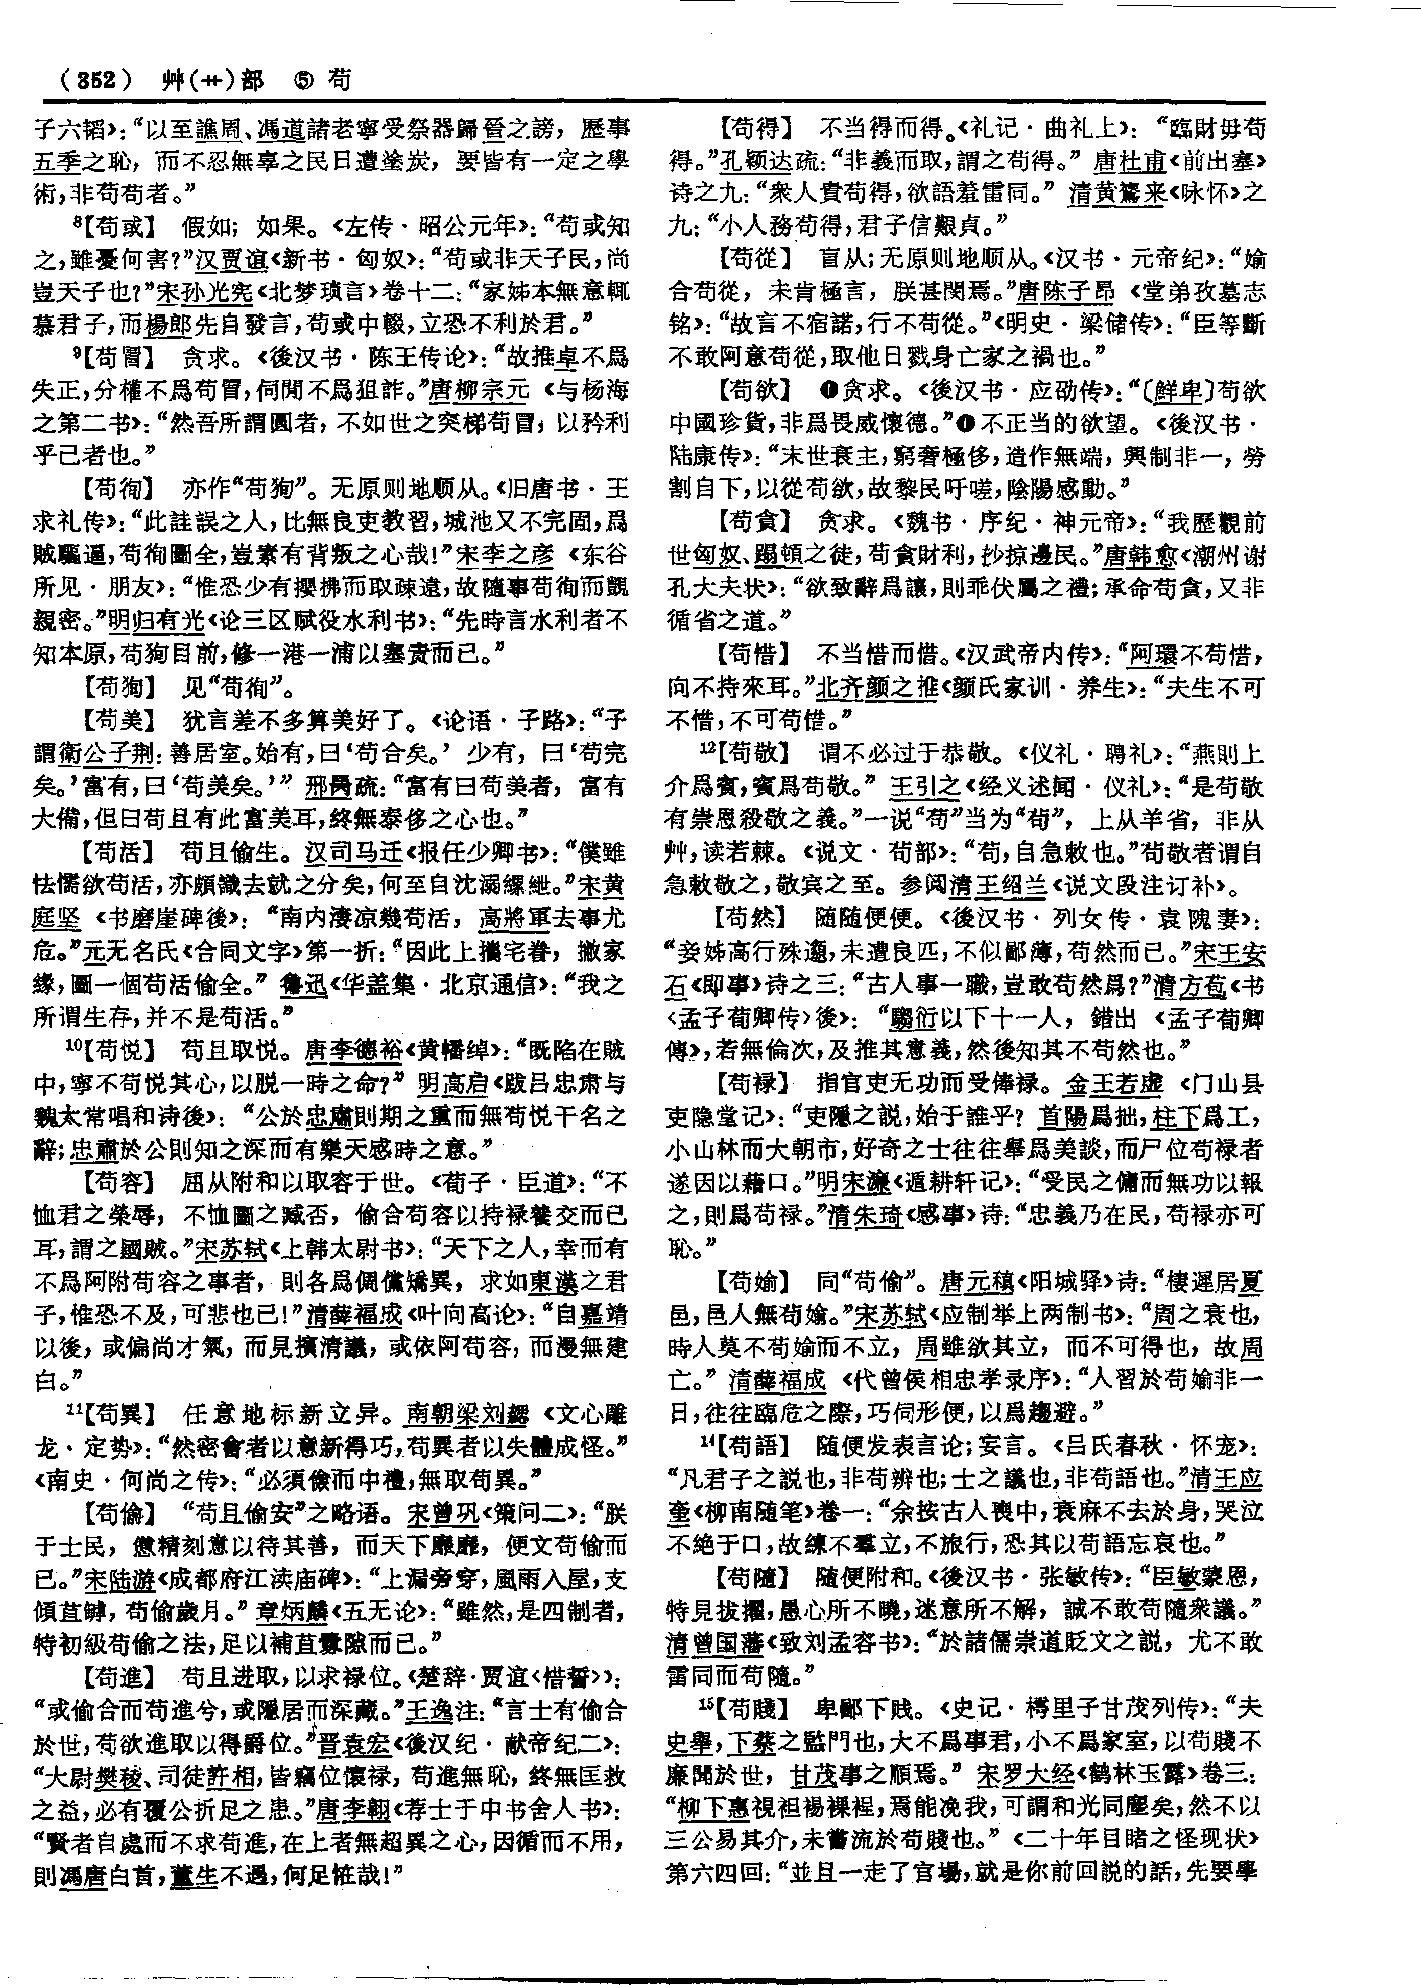 （352） 艸(艹)部 ⑤ 苟
子六韬》：“以至譙周、馮道諸老寧受祭器歸晉之謗，歷事
五季之恥，而不忍無辜之民日遭塗炭，要皆有一定之學
術，非苟苟者。”
8【苟或】 假如；如果。《左传·昭公元年》：“苟或知
之，雖憂何害？”汉贾谊《新书·匈奴》：“苟或非天子民，尚
豈天子也？”宋孙光宪《北梦琐言》卷十二：“家姊本無意輒
慕君子，而楊郎先自發言，苟或中輟，立恐不利於君。”
9【苟冒】 贪求。《後汉书·陈王传论》：“故推卓不爲
失正，分權不爲苟冒，伺閒不爲狙詐。”唐柳宗元《与杨海
之第二书》：“然吾所謂圓者，不如世之突梯苟冒，以矜利
乎己者也。”
【苟徇】 亦作“苟狥”。无原则地顺从。《旧唐书·王
求礼传》：“此詿誤之人，比無良吏教習，城池又不完固，爲
賊驅逼，苟徇圖全，豈素有背叛之心哉！”宋李之彦《东谷
所见·朋友》：“惟恐少有攖拂而取疎遠，故隨事苟徇而覬
親密。”明归有光《论三区赋役水利书》：“先時言水利者不
知本原，苟狥目前，修一港一浦以塞責而已。”
【苟狥】 见“苟徇”。
【苟美】 犹言差不多算美好了。《论语·子路》：“子
謂衛公子荆：善居室。始有，曰‘苟合矣。’少有，曰‘苟完
矣。’富有，曰‘苟美矣。’”邢昺疏：“富有曰苟美者，富有
大備，但曰苟且有此富美耳，終無泰侈之心也。”
【苟活】 苟且偷生。汉司马迁《报任少卿书》：“僕雖
怯懦欲苟活，亦頗識去就之分矣，何至自沈溺縲紲。”宋黄
庭坚《书磨崖碑後》：“南内淒凉幾苟活，高將軍去事尤
危。”元无名氏《合同文字》第一折：“因此上攜宅眷，撇家
緣，圖一個苟活偷全。”鲁迅《华盖集·北京通信》：“我之
所谓生存，并不是苟活。”
10【苟悦】 苟且取悦。唐李德裕《黄幡绰》：“既陷在賊
中，寧不苟悦其心，以脱一時之命？”明高启《跋吕忠肃与
魏太常唱和诗後》：“公於忠肅則期之重而無苟悦干名之
辭；忠肅於公則知之深而有樂天感時之意。”
【苟容】 屈从附和以取容于世。《荀子·臣道》：“不
恤君之榮辱，不恤國之臧否，偷合苟容以持禄養交而已
耳，謂之國賊。”宋苏轼《上韩太尉书》：“天下之人，幸而有
不爲阿附苟容之事者，則各爲倜儻矯異，求如東漢之君
子，惟恐不及，可悲也已！”清薛福成《叶向高论》：“自嘉靖
以後，或偏尚才氣，而見擯清議，或依阿苟容，而漫無建
白。”
11【苟異】 任意地标新立异。南朝梁刘勰《文心雕
龙·定势》：“然密會者以意新得巧，苟異者以失體成怪。”
《南史·何尚之传》：“必須儉而中禮，無取苟異。”
【苟偷】 “苟且偷安”之略语。宋曾巩《策问二》：“朕
于士民，憊精刻意以待其善，而天下靡靡，便文苟偷而
已。”宋陆游《成都府江渎庙碑》：“上漏旁穿，風雨入屋，支
傾苴罅，苟偷歲月。”章炳麟《五无论》：“雖然，是四制者，
特初級苟偷之法，足以補苴釁隙而已。”
【苟進】 苟且进取，以求禄位。《楚辞·贾谊〈惜誓〉》：
“或偷合而苟進兮，或隱居而深藏。”王逸注：“言士有偷合
於世，苟欲進取以得爵位。”晋袁宏《後汉纪·献帝纪二》：
“大尉樊稜、司徒許相，皆竊位懷禄，苟進無恥，終無匡救
之益，必有覆公折足之患。”唐李翱《荐士于中书舍人书》：
“賢者自處而不求苟進，在上者無超異之心，因循而不用，
則馮唐白首，董生不遇，何足恠哉！”
【苟得】 不当得而得。《礼记·曲礼上》：“臨財毋苟
得。”孔颖达疏：“非義而取，謂之苟得。”唐杜甫《前出塞》
诗之九：“衆人貴苟得，欲語羞雷同。”清黄鷟来《咏怀》之
九：“小人務苟得，君子信艱貞。”
【苟從】 盲从；无原则地顺从。《汉书·元帝纪》：“媮
合苟從，未肯極言，朕甚閔焉。”唐陈子昂《堂弟孜墓志
铭》：“故言不宿諾，行不苟從。”《明史·梁储传》：“臣等斷
不敢阿意苟從，取他日戮身亡家之禍也。”
【苟欲】 ❶贪求。《後汉书·应劭传》：“〔鮮卑〕苟欲
中國珍貨，非爲畏威懷德。”❶不正当的欲望。《後汉书·
陆康传》：“末世衰主，窮奢極侈，造作無端，興制非一，勞
割自下，以從苟欲，故黎民吁嗟，陰陽感動。”
【苟貪】 贪求。《魏书·序纪·神元帝》：“我歷觀前
世匈奴、蹋頓之徒，苟貪財利，抄掠邊民。”唐韩愈《潮州谢
孔大夫状》：“欲致辭爲讓，則乖伏屬之禮；承命苟貪，又非
循省之道。”
【苟惜】 不当惜而惜。《汉武帝内传》：“阿環不苟惜，
向不持來耳。”北齐颜之推《颜氏家训·养生》：“夫生不可
不惜，不可苟惜。”
12【苟敬】 谓不必过于恭敬。《仪礼·聘礼》：“燕則上
介爲賓，賓爲苟敬。”王引之《经义述闻·仪礼》：“是苟敬
有崇恩殺敬之義。”一说“苟”当为“茍”，上从羊省，非从
艸，读若棘。《说文·茍部》：“茍，自急敕也。”茍敬者谓自
急敕敬之，敬宾之至。参阅清王绍兰《说文段注订补》。
【苟然】 随随便便。《後汉书·列女传·袁隗妻》：
“妾姊高行殊邈，未遭良匹，不似鄙薄，苟然而已。”宋王安
石《即事》诗之三：“古人事一職，豈敢苟然爲？”清方苞《书
〈孟子荀卿传〉後》：“騶衍以下十一人，錯出《孟子荀卿
傳》，若無倫次，及推其意義，然後知其不苟然也。”
【苟禄】 指官吏无功而受俸禄。金王若虚《门山县
吏隐堂记》：“吏隱之説，始于誰乎？首陽爲拙，柱下爲工，
小山林而大朝市，好奇之士往往舉爲美談，而尸位苟禄者
遂因以藉口。”明宋濂《遁耕轩记》：“受民之傭而無功以報
之，則爲苟禄。”清朱琦《感事》诗：“忠義乃在民，苟禄亦可
恥。”
【苟媮】 同“苟偷”。唐元稹《阳城驿》诗：“棲遲居夏
邑，邑人無苟媮。”宋苏轼《应制举上两制书》：“周之衰也，
時人莫不苟媮而不立，周雖欲其立，而不可得也，故周
亡。”清薛福成《代曾侯相忠孝录序》：“人習於苟媮非一
日，往往臨危之際，巧伺形便，以爲趨避。”
14【苟語】 随便发表言论；妄言。《吕氏春秋·怀宠》：
“凡君子之説也，非苟辨也；士之議也，非苟語也。”清王应
奎《柳南随笔》卷一：“余按古人喪中，衰麻不去於身，哭泣
不絶于口，故練不羣立，不旅行，恐其以苟語忘哀也。”
【苟隨】 随便附和。《後汉书·张敏传》：“臣敏蒙恩，
特見拔擢，愚心所不曉，迷意所不解，誠不敢苟隨衆議。”
清曾国藩《致刘孟容书》：“於諸儒崇道貶文之説，尤不敢
雷同而苟隨。”
15【苟賤】 卑鄙下贱。《史记·樗里子甘茂列传》：“夫
史舉，下蔡之監門也，大不爲事君，小不爲家室，以苟賤不
廉聞於世，甘茂事之順焉。”宋罗大经《鹤林玉露》卷三：
“柳下惠視袒裼裸裎，焉能凂我，可謂和光同塵矣，然不以
三公易其介，未嘗流於苟賤也。”《二十年目睹之怪现状》
第六四回：“並且一走了官場，就是你前回説的話，先要學